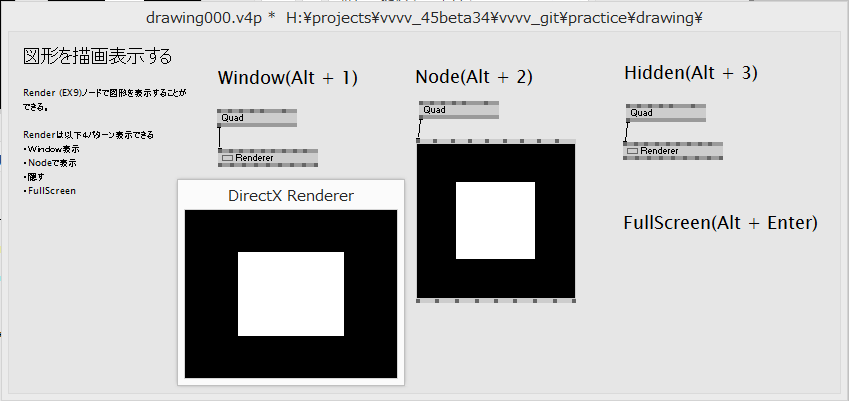 drawing000.v4p *  H:¥projects¥vvvv_45beta34¥vvvv_git¥practice¥drawing¥
図形を描画表示する
Render (EX9)ノードで図形を表示することが
できる。
Renderは以下4パターン表示できる
・Window表示
・Nodeで表示
・隠す
・FullScreen
Window(Alt + 1)
Quad
Renderer
DirectX Renderer
Node(Alt + 2)
Quad
Hidden(Alt + 3)
Quad
Renderer
FullScreen(Alt + Enter)